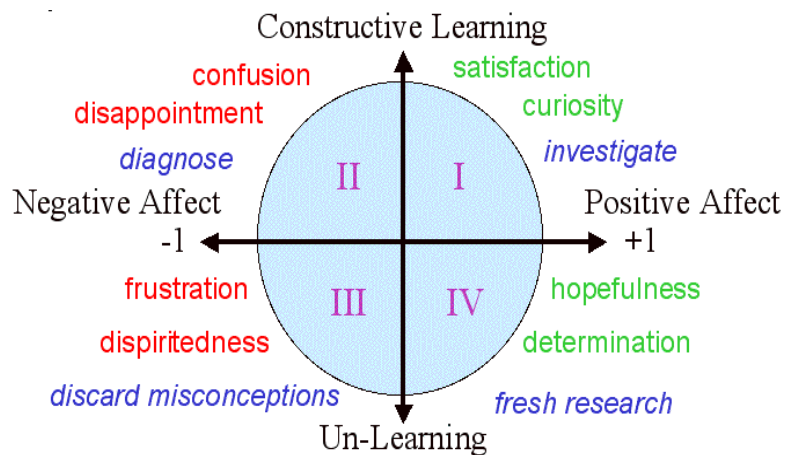 Constructive Learning
confusion
satisfaction
disappointment
curiosity
diagnose
investigate
II
I
Negative Affect
Positive Affect
-1
+1
frustration
III
IV
hopefulness
dispiritedness
determination
discard misconceptions
fresh research
Un-Learning